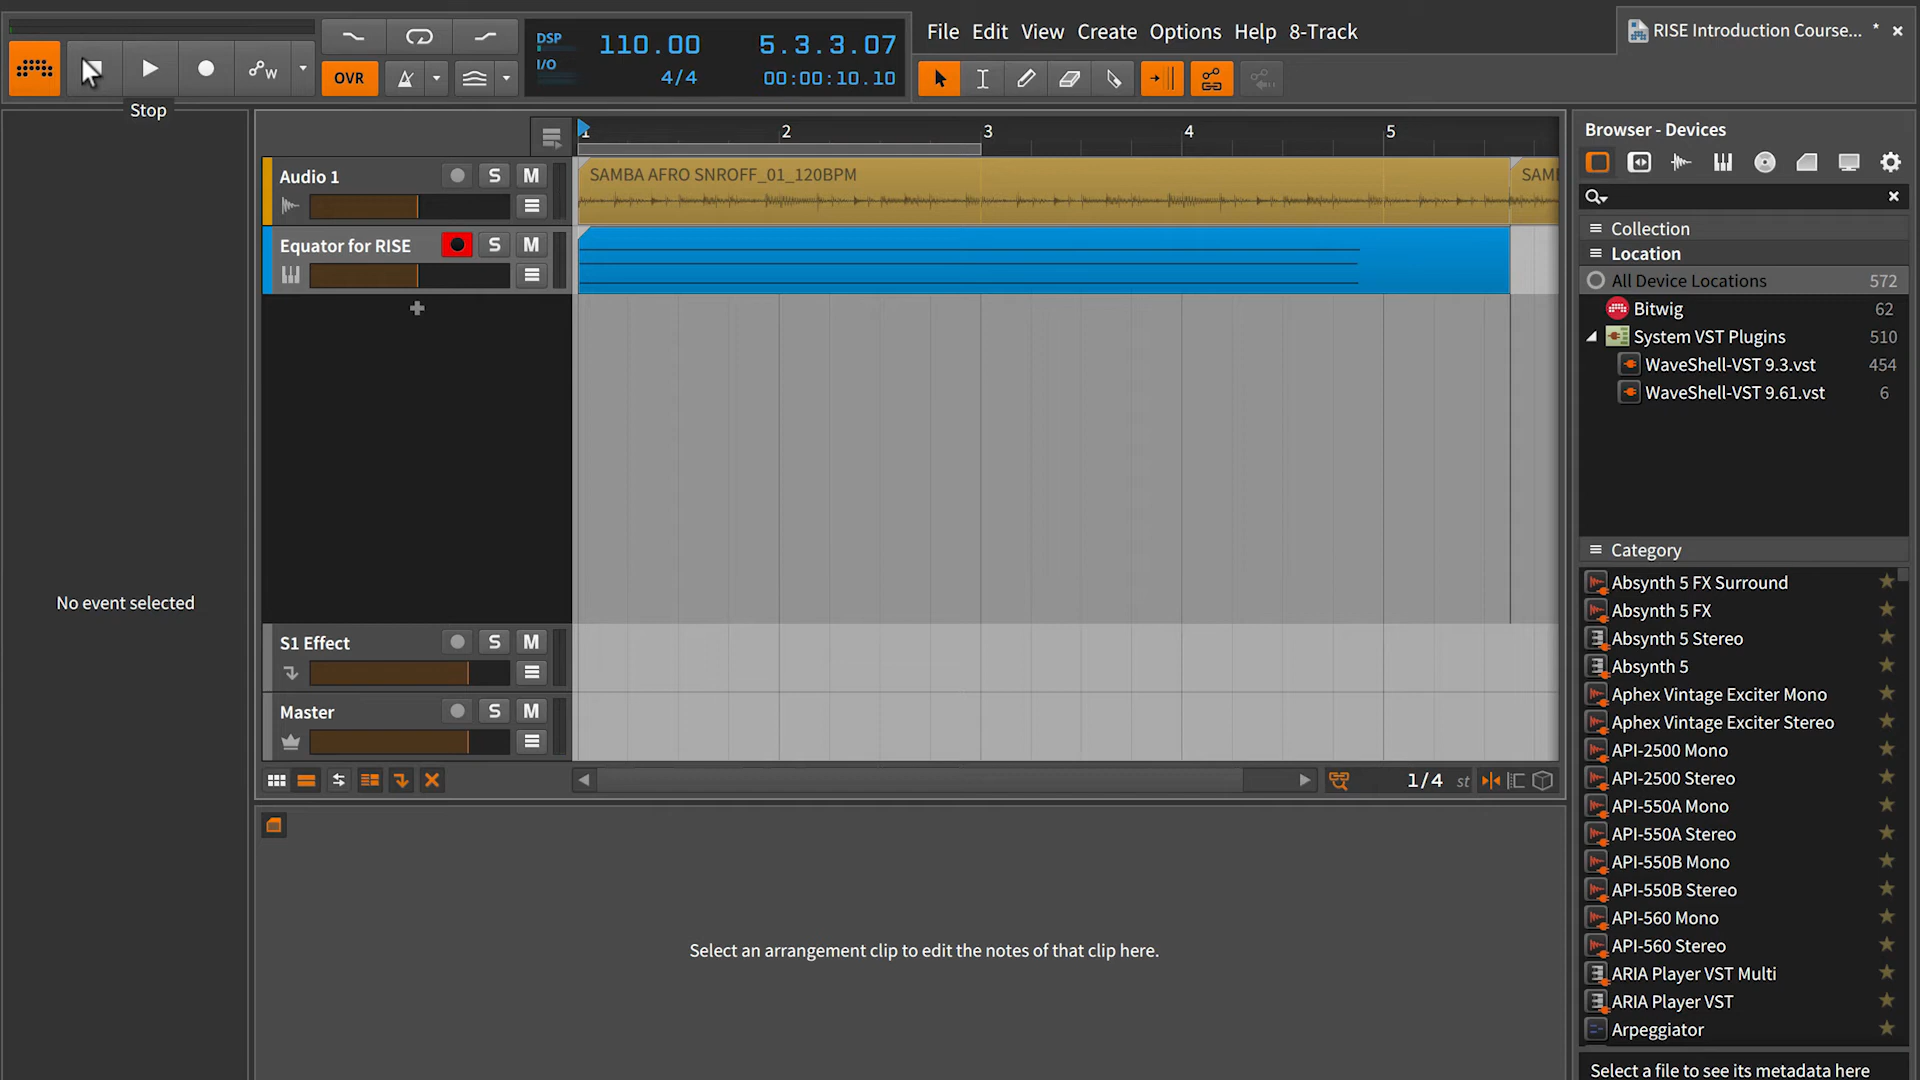 OVR
DSP
I/O
110.00
4/4
5.3.3.07
00:00:10.10
File Edit View Create Options Help 8-Track
RISE Introduction Course... *
Stop
1 2 3 4 5
Audio 1
S M
SAMBA AFRO SNROFF_01_120BPM
Equator for RISE
S M
S1 Effect
S M
Master
S M
1/4 st
No event selected
Select an arrangement clip to edit the notes of that clip here.
Browser - Devices
Collection
Location
All Device Locations 572
Bitwig 62
System VST Plugins 510
WaveShell-VST 9.3.vst 454
WaveShell-VST 9.61.vst 6
Category
Absynth 5 FX Surround
Absynth 5 FX
Absynth 5 Stereo
Absynth 5
Aphex Vintage Exciter Mono
Aphex Vintage Exciter Stereo
API-2500 Mono
API-2500 Stereo
API-550A Mono
API-550A Stereo
API-550B Mono
API-550B Stereo
API-560 Mono
API-560 Stereo
ARIA Player VST Multi
ARIA Player VST
Arpeggiator
Select a file to see its metadata here